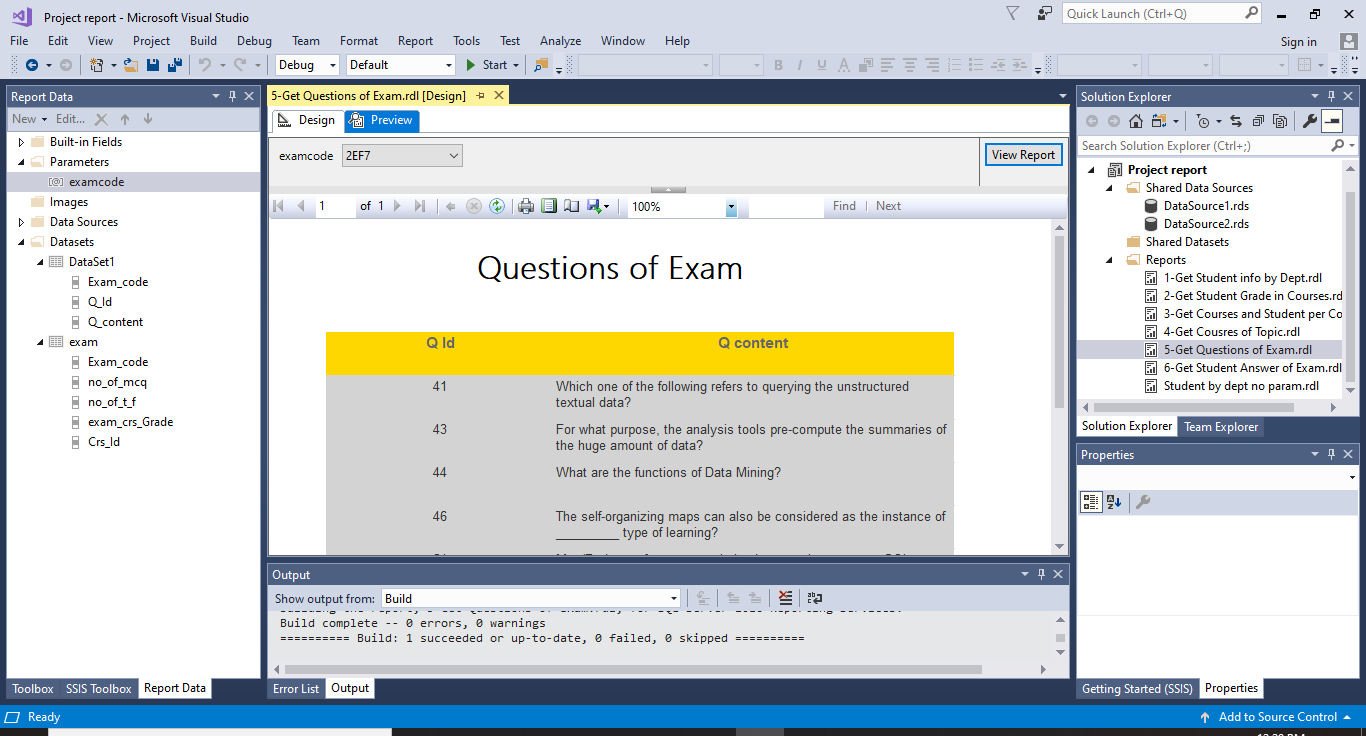 Project report - Microsoft Visual Studio
Quick Launch (Ctrl+Q)
File Edit View Project Build Debug Team Format Report Tools Test Analyze Window Help
Sign in
Debug Default Start
Report Data
New Edit...
Built-in Fields
Parameters
examcode
Images
Data Sources
Datasets
DataSet1
Exam_code
Q_Id
Q_content
exam
Exam_code
no_of_mcq
no_of_t_f
exam_crs_Grade
Crs_Id
Toolbox SSIS Toolbox Report Data
5-Get Questions of Exam.rdl [Design]
Design Preview
examcode 2EF7 View Report
1 of 1 100% Find Next
Questions of Exam
Q Id Q content
41 Which one of the following refers to querying the unstructured
textual data?
43 For what purpose, the analysis tools pre-compute the summaries of
the huge amount of data?
44 What are the functions of Data Mining?
46 The self-organizing maps can also be considered as the instance of
_________ type of learning?
Output
Show output from: Build
Build complete -- 0 errors, 0 warnings
========== Build: 1 succeeded or up-to-date, 0 failed, 0 skipped ==========
Error List Output
Solution Explorer
Search Solution Explorer (Ctrl+;)
Project report
Shared Data Sources
DataSource1.rds
DataSource2.rds
Shared Datasets
Reports
1-Get Student info by Dept.rdl
2-Get Student Grade in Courses.rd
3-Get Courses and Student per Co
4-Get Cousres of Topic.rdl
5-Get Questions of Exam.rdl
6-Get Student Answer of Exam.rdl
Student by dept no param.rdl
Solution Explorer Team Explorer
Properties
Getting Started (SSIS) Properties
Ready
Add to Source Control